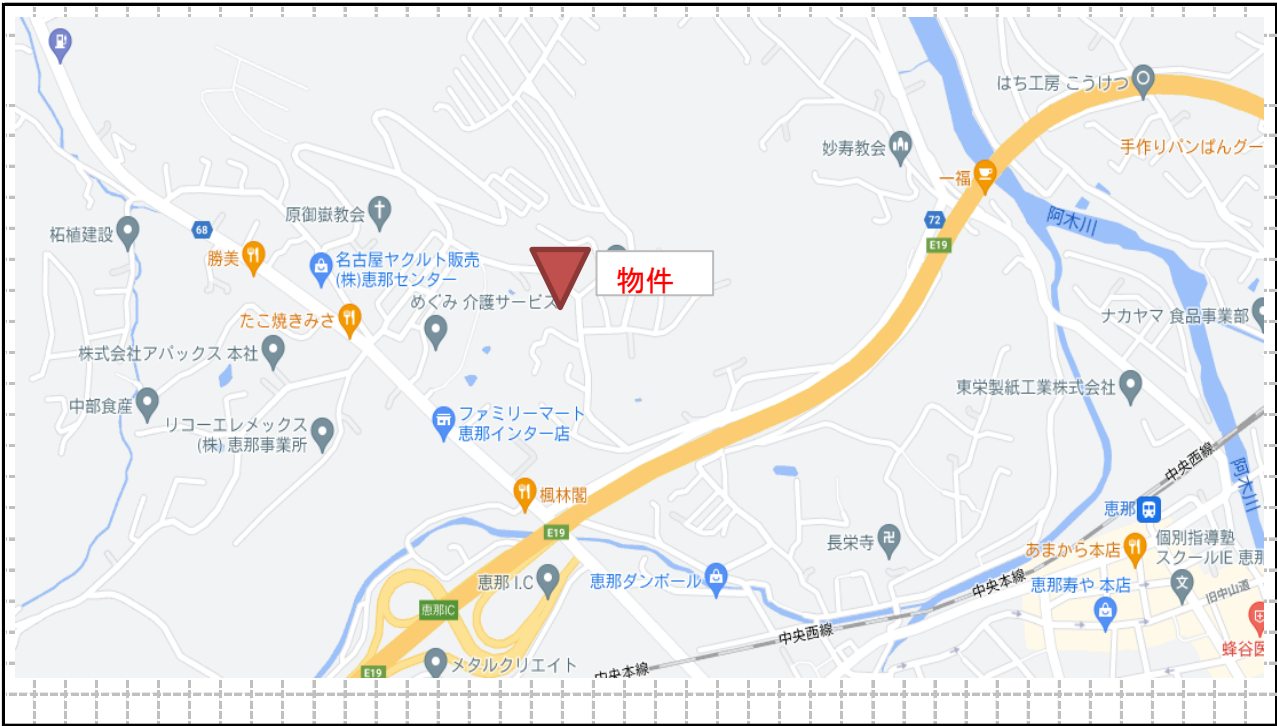 はち工房 こうけつ
妙寿教会
手作りパンぱんグー
一福
原御嶽教会
72
阿木川
拓植建設
68
E19
勝美
名古屋ヤクルト販売
(株)恵那センター
物件
めぐみ 介護サービス
たこ焼きみさ
ナカヤマ 食品事業部
株式会社アパックス 本社
東栄製紙工業株式会社
中部食産
ファミリーマート
恵那インター店
リコーエレメックス
(株) 恵那事業所
中央西線
阿木川
楓林閣
恵那
E19
長栄寺
個別指導塾
スクールIE 恵那
あまから本店
恵那 I.C
恵那ダンボール
中央本線
恵那寿や 本店
旧中山道
恵那IC
中央西線
蜂谷医
メタルクリエイト
中央本線
E19